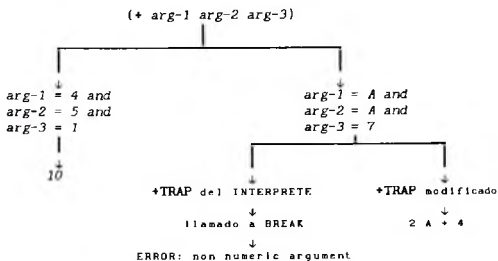 (+ arg-1 arg-2 arg-3)
arg-1 = 4 and
arg-2 = 5 and
arg-3 = 1
10
arg-1 = A and
arg-2 = A and
arg-3 = 7
+TRAP del INTERPRETE
llamado a BREAK
ERROR: non numeric argument
+TRAP modificado
2 A + 4